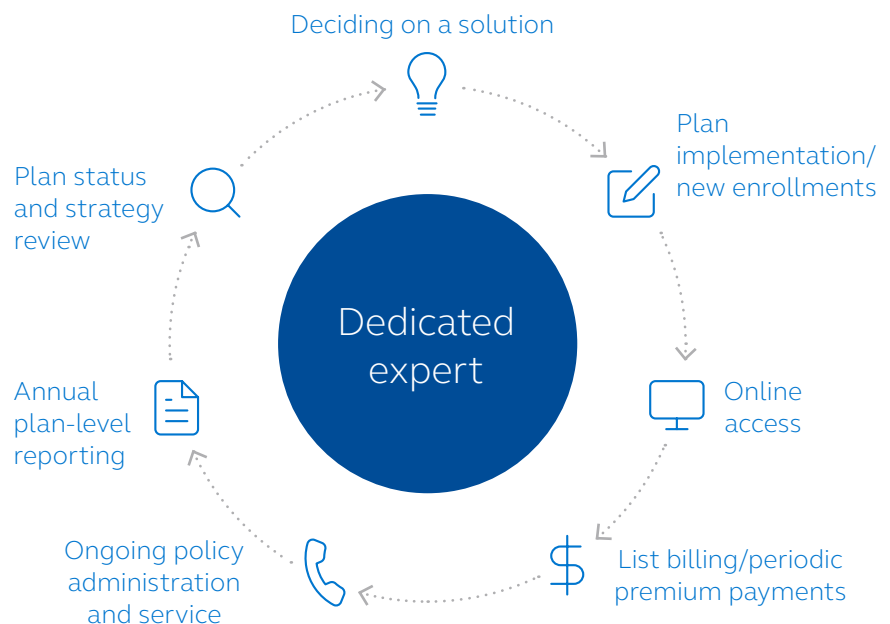 Deciding on a solution
Plan
implementation/
new enrollments
Online
access
List billing/periodic
premium payments
Ongoing policy
administration
and service
Annual
plan-level
reporting
Plan status
and strategy
review
Dedicated
expert